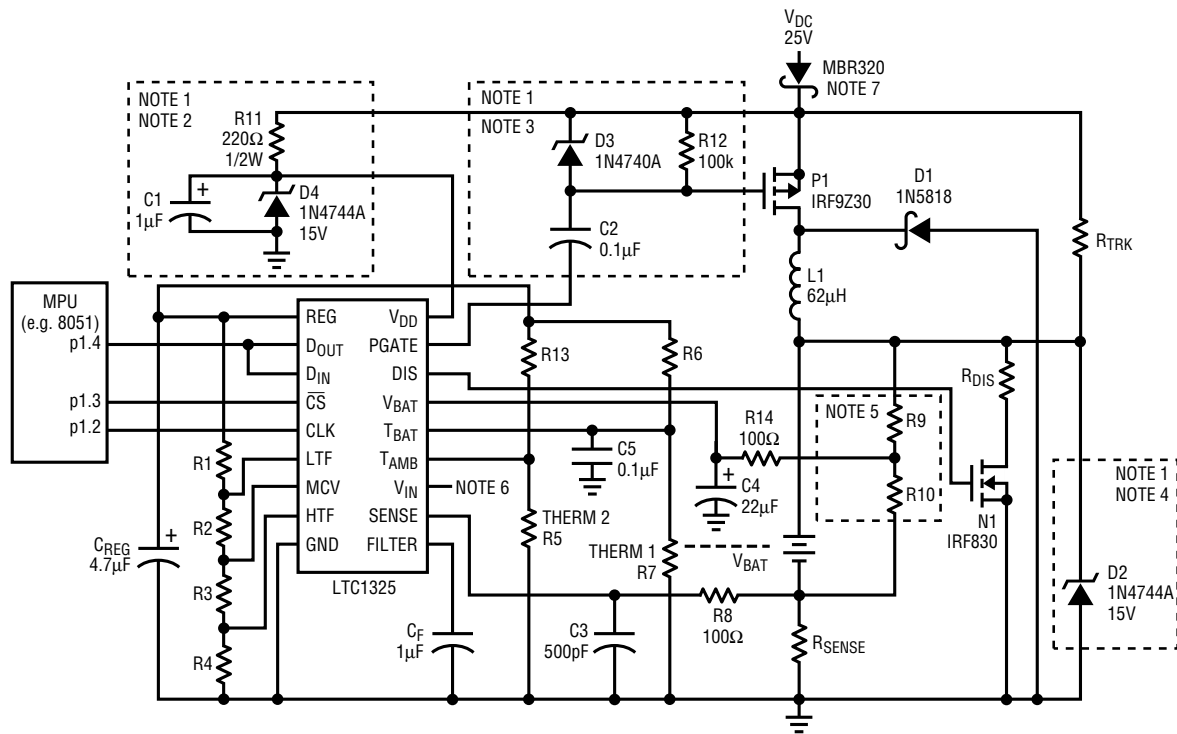 V_DC
25V
MBR320
NOTE 7
NOTE 1
NOTE 2
R11
220Ω
1/2W
C1
1µF
+
D4
1N4744A
15V
NOTE 1
NOTE 3
D3
1N4740A
R12
100k
C2
0.1µF
P1
IRF9Z30
D1
1N5818
L1
62µH
R_TRK
MPU
(e.g. 8051)
p1.4
p1.3
p1.2
REG
D_OUT
D_IN
C̅S̅
CLK
LTF
MCV
HTF
GND
V_DD
PGATE
DIS
V_BAT
T_BAT
T_AMB
V_IN
SENSE
FILTER
LTC1325
NOTE 6
R13
R6
R14
100Ω
NOTE 5
R9
R10
R_DIS
N1
IRF830
NOTE 1
NOTE 4
D2
1N4744A
15V
C5
0.1µF
+
C4
22µF
R1
R2
R3
R4
+
C_REG
4.7µF
THERM 2
R5
THERM 1
R7
V_BAT
R8
100Ω
C3
500pF
C_F
1µF
R_SENSE